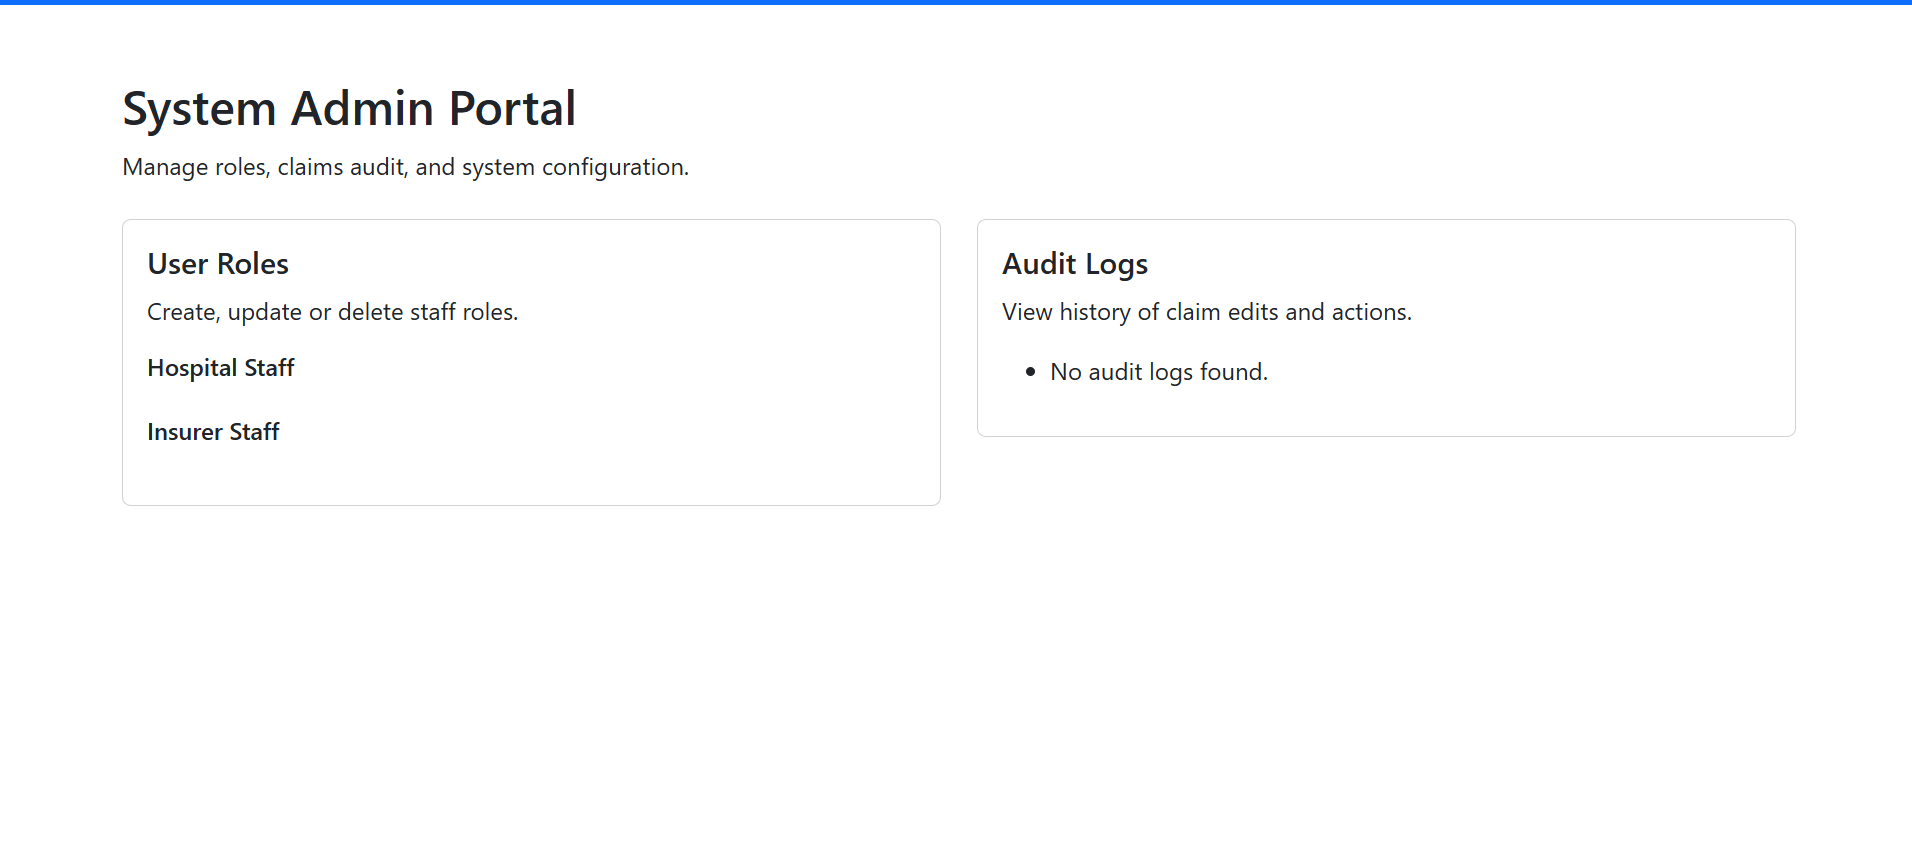 System Admin Portal
Manage roles, claims audit, and system configuration.
User Roles
Create, update or delete staff roles.
Hospital Staff
Insurer Staff
Audit Logs
View history of claim edits and actions.
No audit logs found.